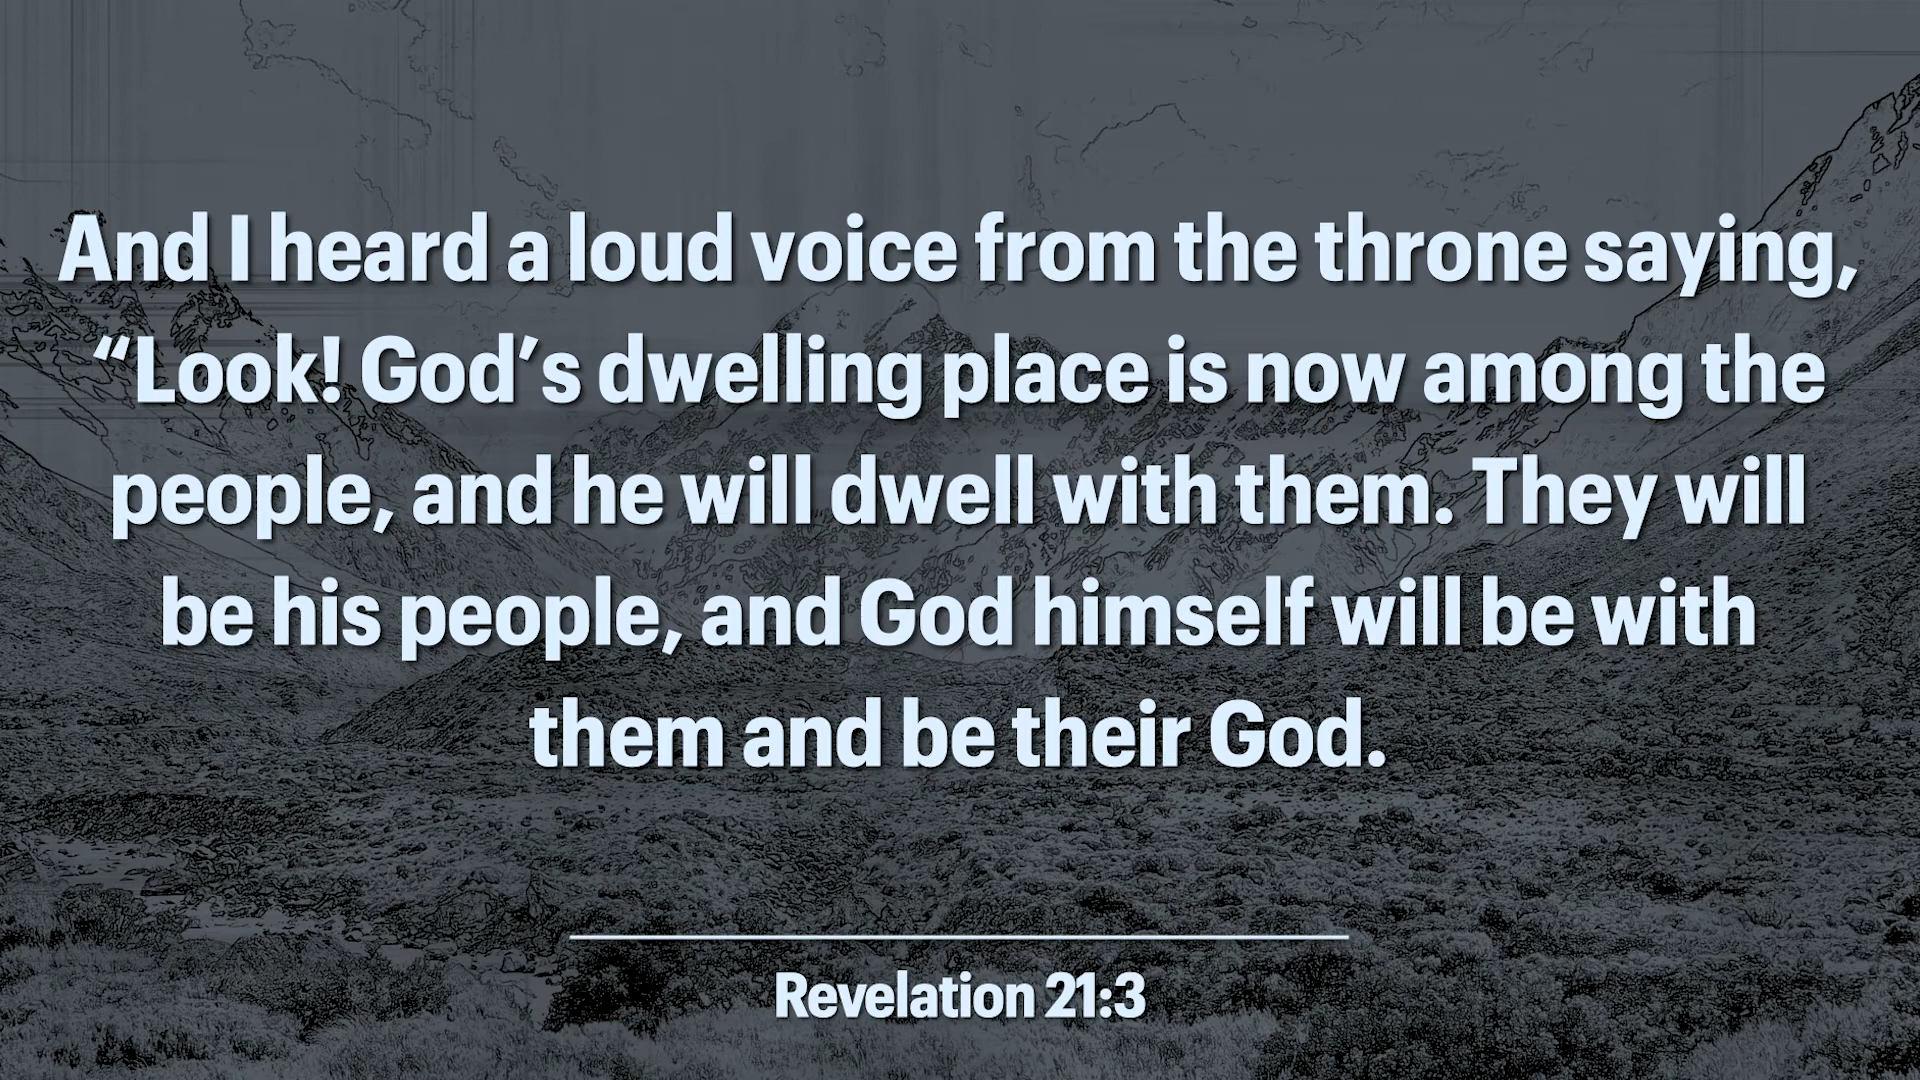 And I heard a loud voice from the throne saying,
“Look! God’s dwelling place is now among the
people, and he will dwell with them. They will
be his people, and God himself will be with
them and be their God.
Revelation 21:3